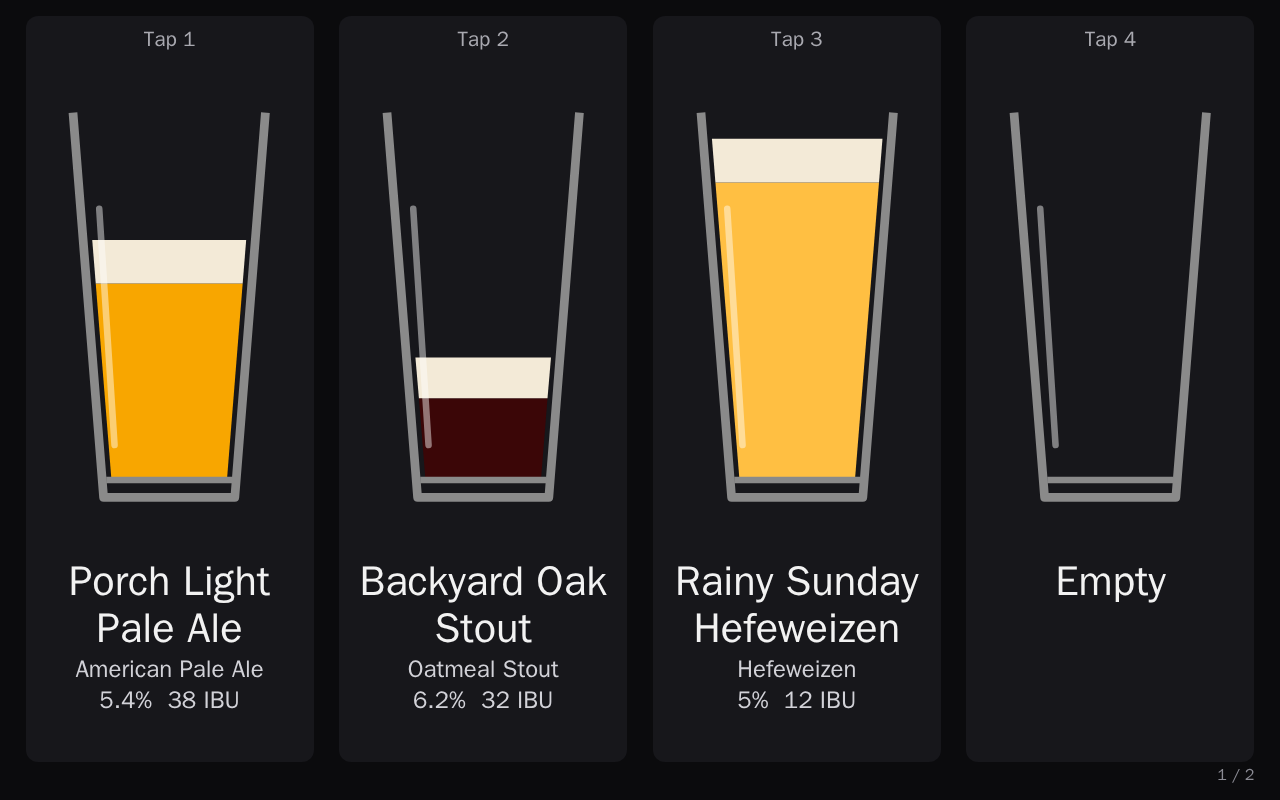 Tap 1
Porch Light
Pale Ale
American Pale Ale
5.4%  38 IBU
Tap 2
Backyard Oak
Stout
Oatmeal Stout
6.2%  32 IBU
Tap 3
Rainy Sunday
Hefeweizen
Hefeweizen
5%  12 IBU
Tap 4
Empty
1 / 2